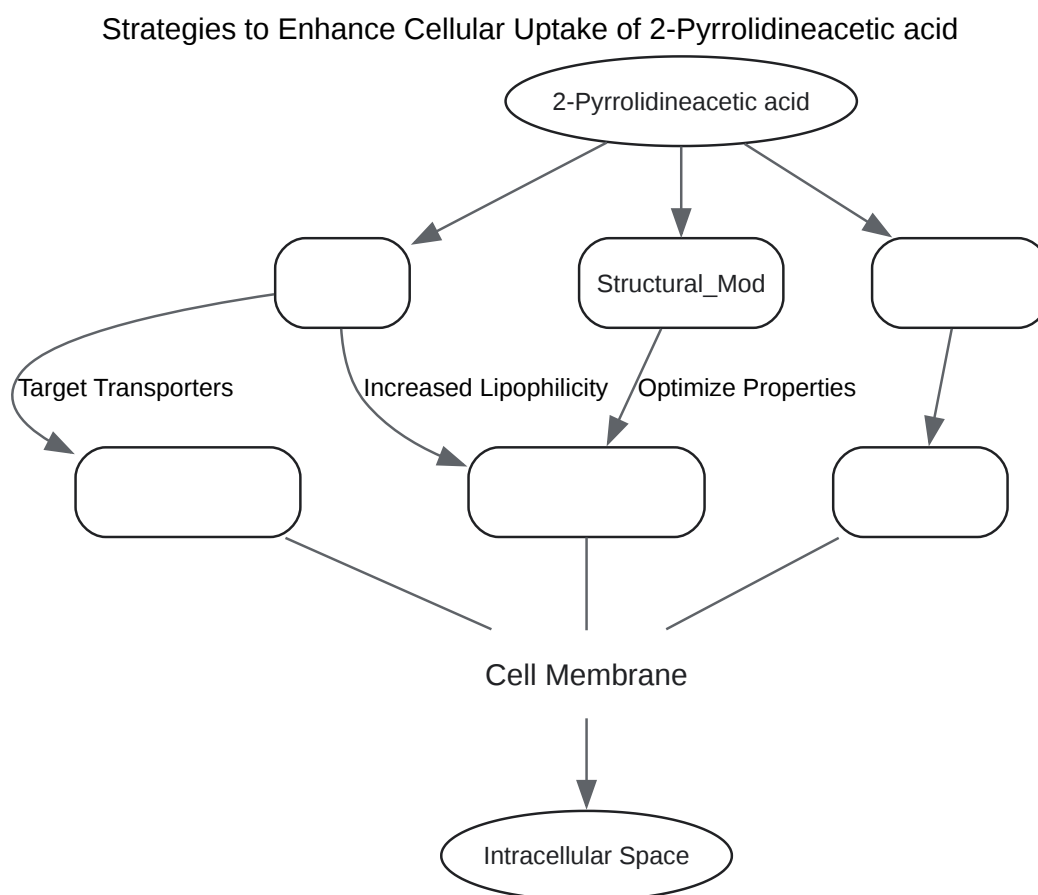 Strategies to Enhance Cellular Uptake of 2-Pyrrolidineacetic acid
2-Pyrrolidineacetic acid
Structural_Mod
Target Transporters
Increased Lipophilicity
Optimize Properties
Cell Membrane
Intracellular Space